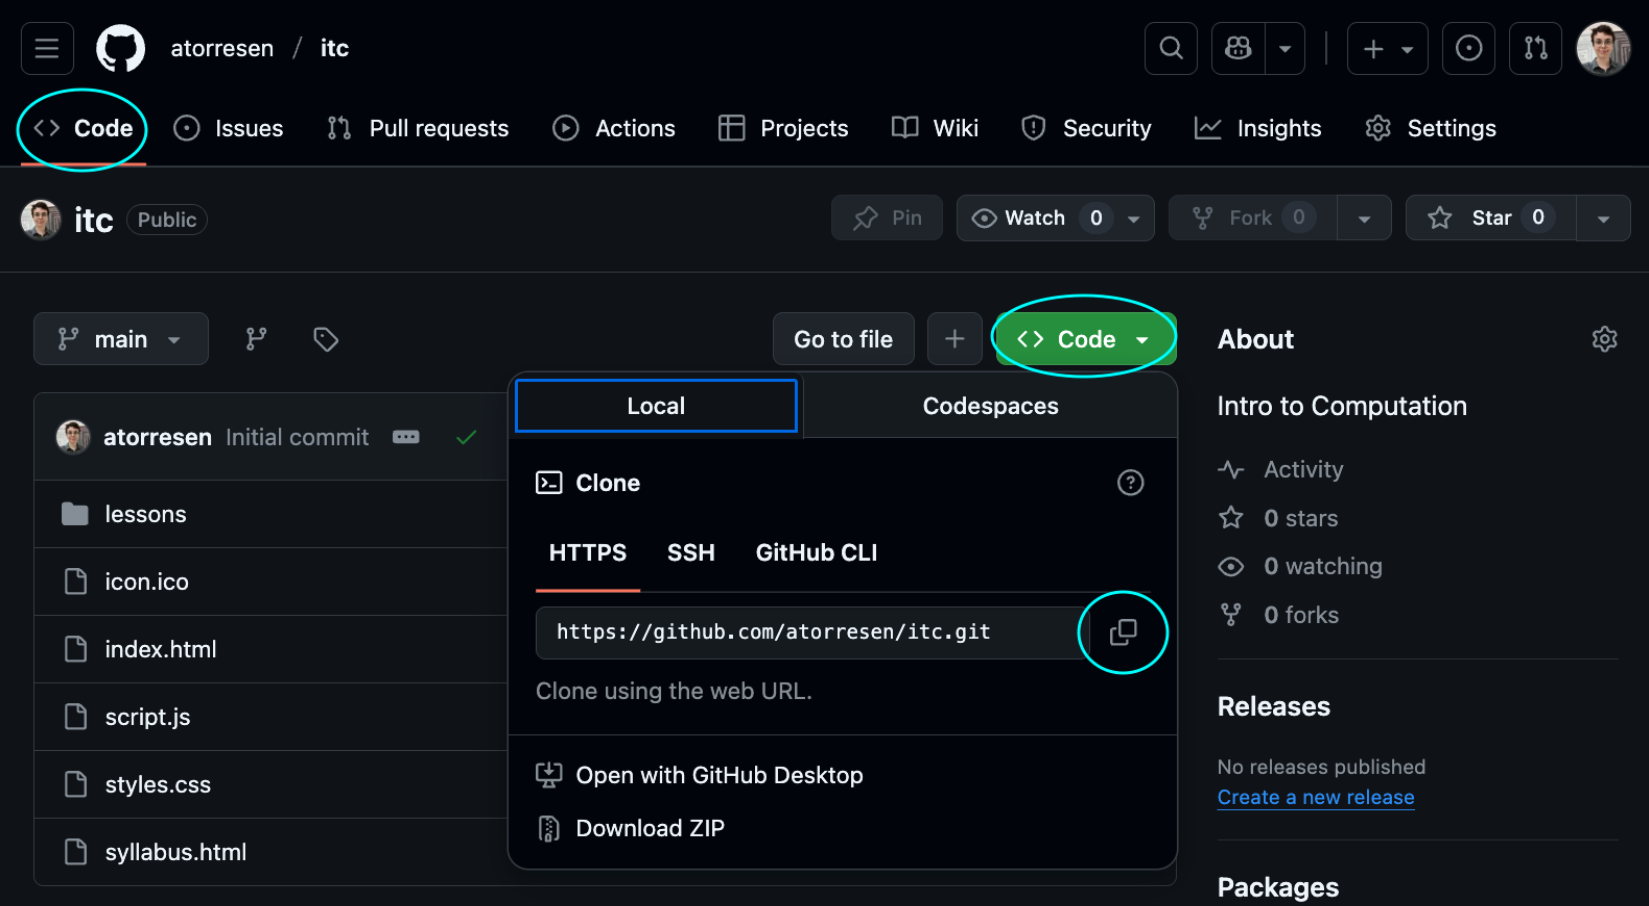 atorresen / itc
Code Issues Pull requests Actions Projects Wiki Security Insights Settings
itc Public Pin Watch 0 Fork 0 Star 0
main Go to file Code
About
Local Codespaces
Intro to Computation
atorresen Initial commit
Activity
Clone
lessons
0 stars
HTTPS SSH GitHub CLI
0 watching
icon.ico
0 forks
https://github.com/atorresen/itc.git
index.html
Clone using the web URL.
Releases
script.js
No releases published
Open with GitHub Desktop
styles.css
Create a new release
Download ZIP
syllabus.html
Packages